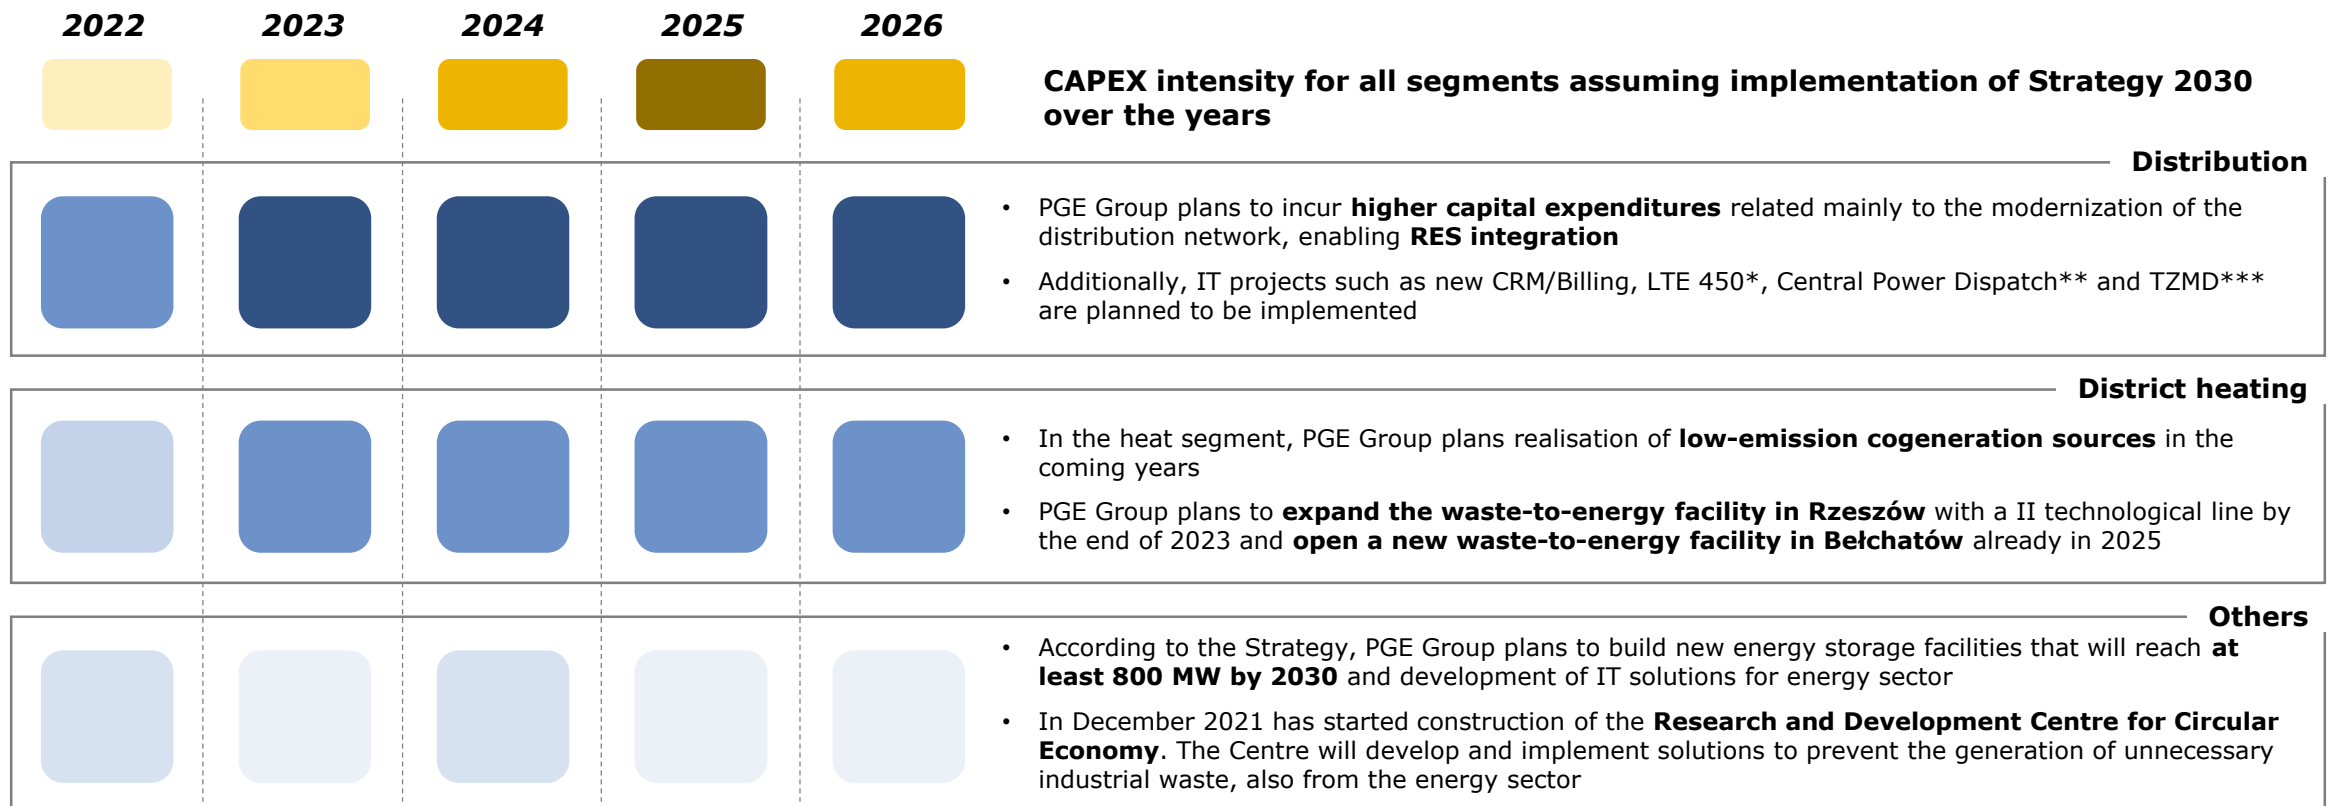 2022 2023 2024 2025 2026
CAPEX intensity for all segments assuming implementation of Strategy 2030
over the years
Distribution
• PGE Group plans to incur higher capital expenditures related mainly to the modernization of the
distribution network, enabling RES integration
• Additionally, IT projects such as new CRM/Billing, LTE 450*, Central Power Dispatch** and TZMD***
are planned to be implemented
District heating
• In the heat segment, PGE Group plans realisation of low-emission cogeneration sources in the
coming years
• PGE Group plans to expand the waste-to-energy facility in Rzeszów with a II technological line by
the end of 2023 and open a new waste-to-energy facility in Bełchatów already in 2025
Others
• According to the Strategy, PGE Group plans to build new energy storage facilities that will reach at
least 800 MW by 2030 and development of IT solutions for energy sector
• In December 2021 has started construction of the Research and Development Centre for Circular
Economy. The Centre will develop and implement solutions to prevent the generation of unnecessary
industrial waste, also from the energy sector